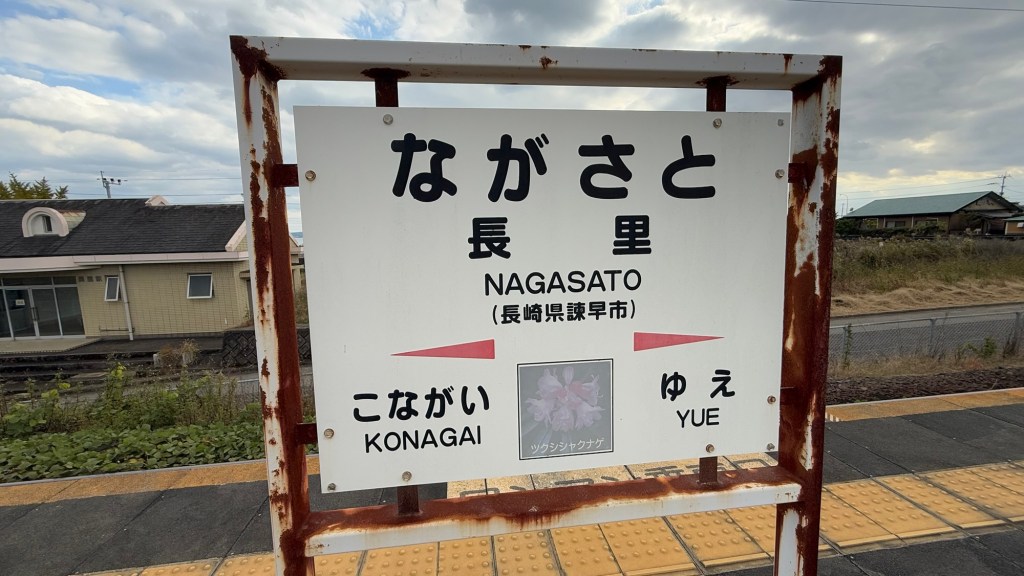 ながさと
長里
NAGASATO
(長崎県諫早市)
こながい
KONAGAI
ツクシシャクナゲ
ゆえ
YUE